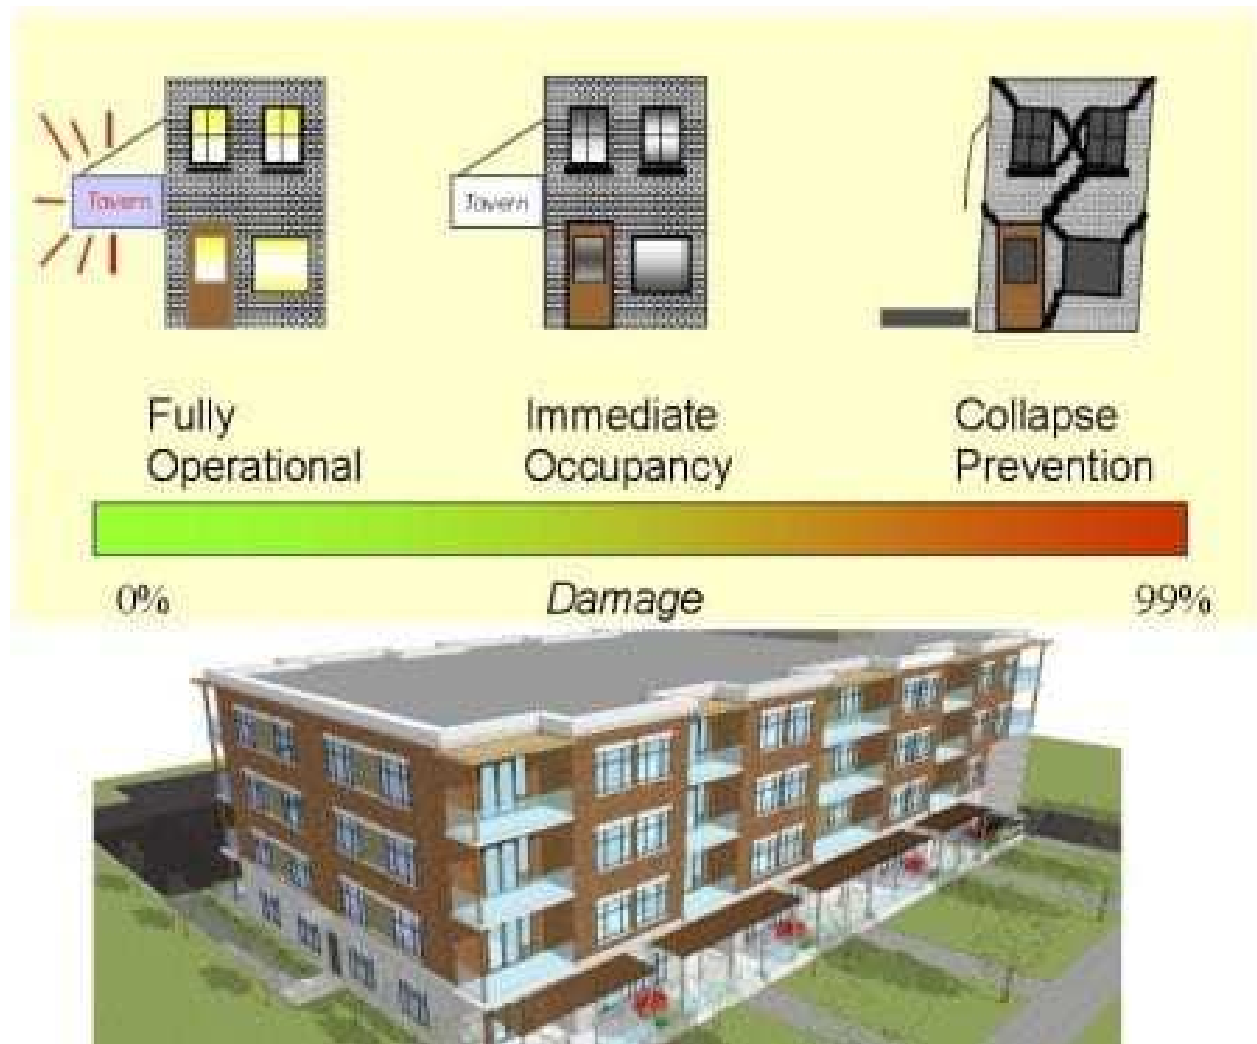 Tavern
Tavern
Fully
Operational
Immediate
Occupancy
Collapse
Prevention
0%
Damage
99%